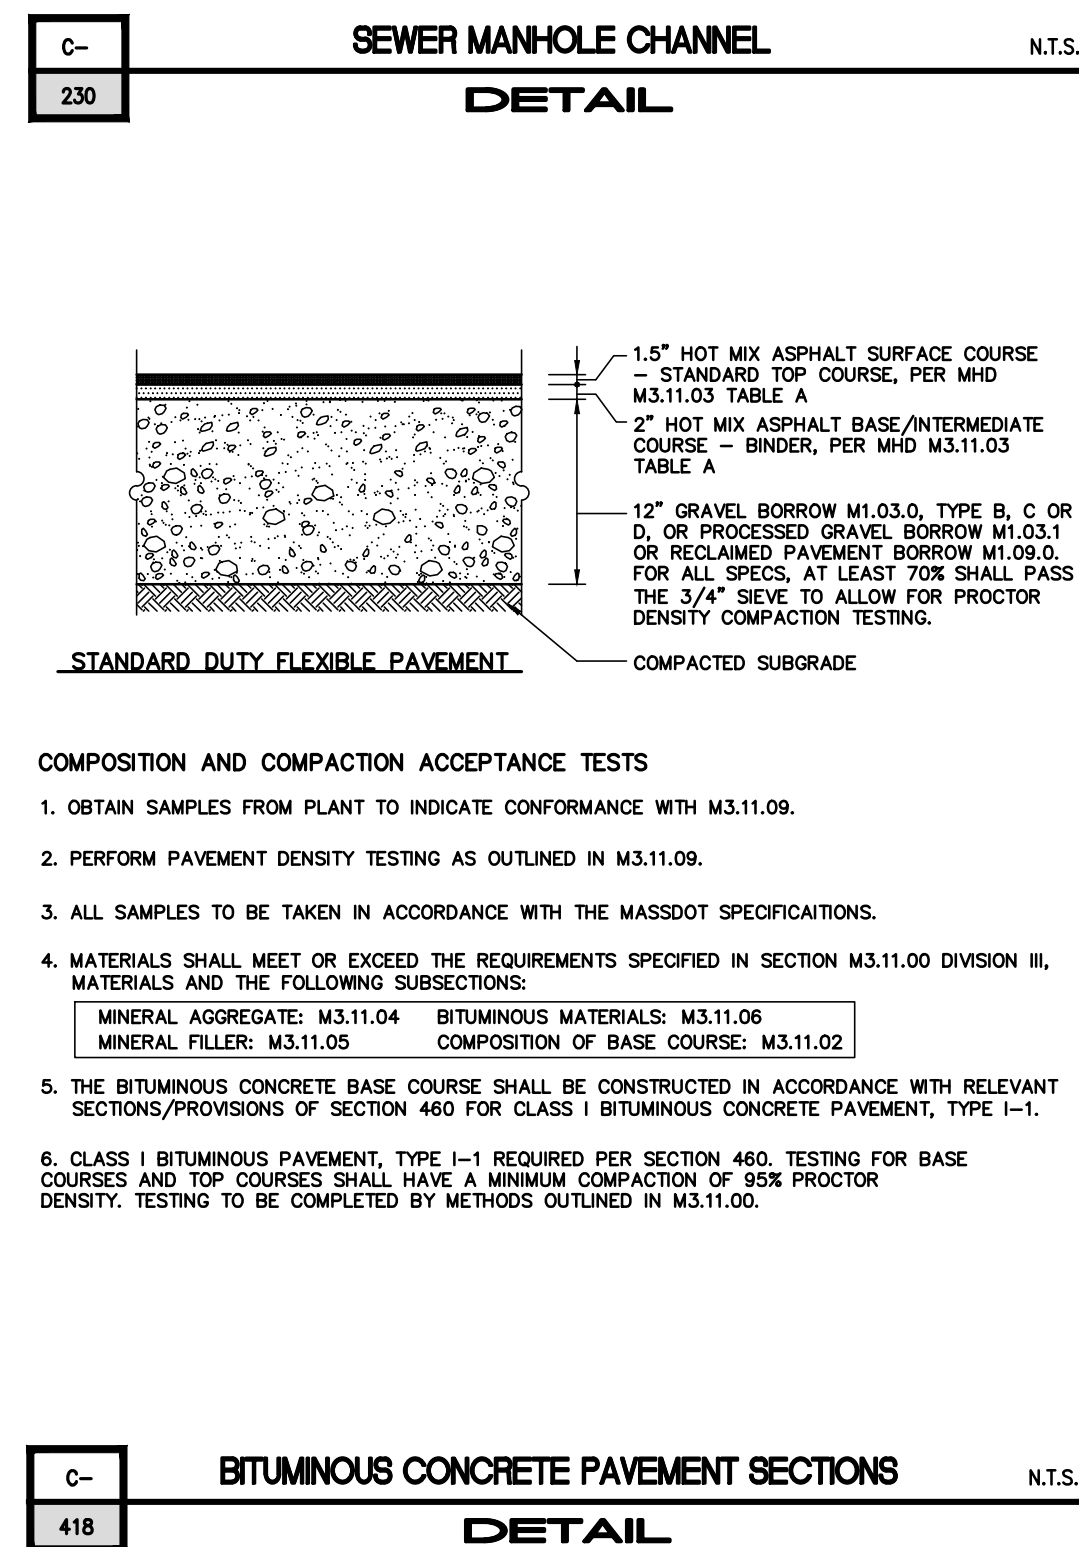 C–
SEWER MANHOLE CHANNEL
N.T.S.
230
DETAIL
1.5" HOT MIX ASPHALT SURFACE COURSE
– STANDARD TOP COURSE, PER MHD
M3.11.03 TABLE A
2" HOT MIX ASPHALT BASE/INTERMEDIATE
COURSE – BINDER, PER MHD M3.11.03
TABLE A
12" GRAVEL BORROW M1.03.0, TYPE B, C OR
D, OR PROCESSED GRAVEL BORROW M1.03.1
OR RECLAIMED PAVEMENT BORROW M1.09.0.
FOR ALL SPECS, AT LEAST 70% SHALL PASS
THE 3/4" SIEVE TO ALLOW FOR PROCTOR
DENSITY COMPACTION TESTING.
STANDARD DUTY FLEXIBLE PAVEMENT
COMPACTED SUBGRADE
COMPOSITION AND COMPACTION ACCEPTANCE TESTS
1. OBTAIN SAMPLES FROM PLANT TO INDICATE CONFORMANCE WITH M3.11.09.
2. PERFORM PAVEMENT DENSITY TESTING AS OUTLINED IN M3.11.09.
3. ALL SAMPLES TO BE TAKEN IN ACCORDANCE WITH THE MASSDOT SPECIFICAITIONS.
4. MATERIALS SHALL MEET OR EXCEED THE REQUIREMENTS SPECIFIED IN SECTION M3.11.00 DIVISION III,
MATERIALS AND THE FOLLOWING SUBSECTIONS:
MINERAL AGGREGATE: M3.11.04 BITUMINOUS MATERIALS: M3.11.06
MINERAL FILLER: M3.11.05 COMPOSITION OF BASE COURSE: M3.11.02
5. THE BITUMINOUS CONCRETE BASE COURSE SHALL BE CONSTRUCTED IN ACCORDANCE WITH RELEVANT
SECTIONS/PROVISIONS OF SECTION 460 FOR CLASS I BITUMINOUS CONCRETE PAVEMENT, TYPE I–1.
6. CLASS I BITUMINOUS PAVEMENT, TYPE I–1 REQUIRED PER SECTION 460. TESTING FOR BASE
COURSES AND TOP COURSES SHALL HAVE A MINIMUM COMPACTION OF 95% PROCTOR
DENSITY. TESTING TO BE COMPLETED BY METHODS OUTLINED IN M3.11.00.
C–
BITUMINOUS CONCRETE PAVEMENT SECTIONS
N.T.S.
418
DETAIL